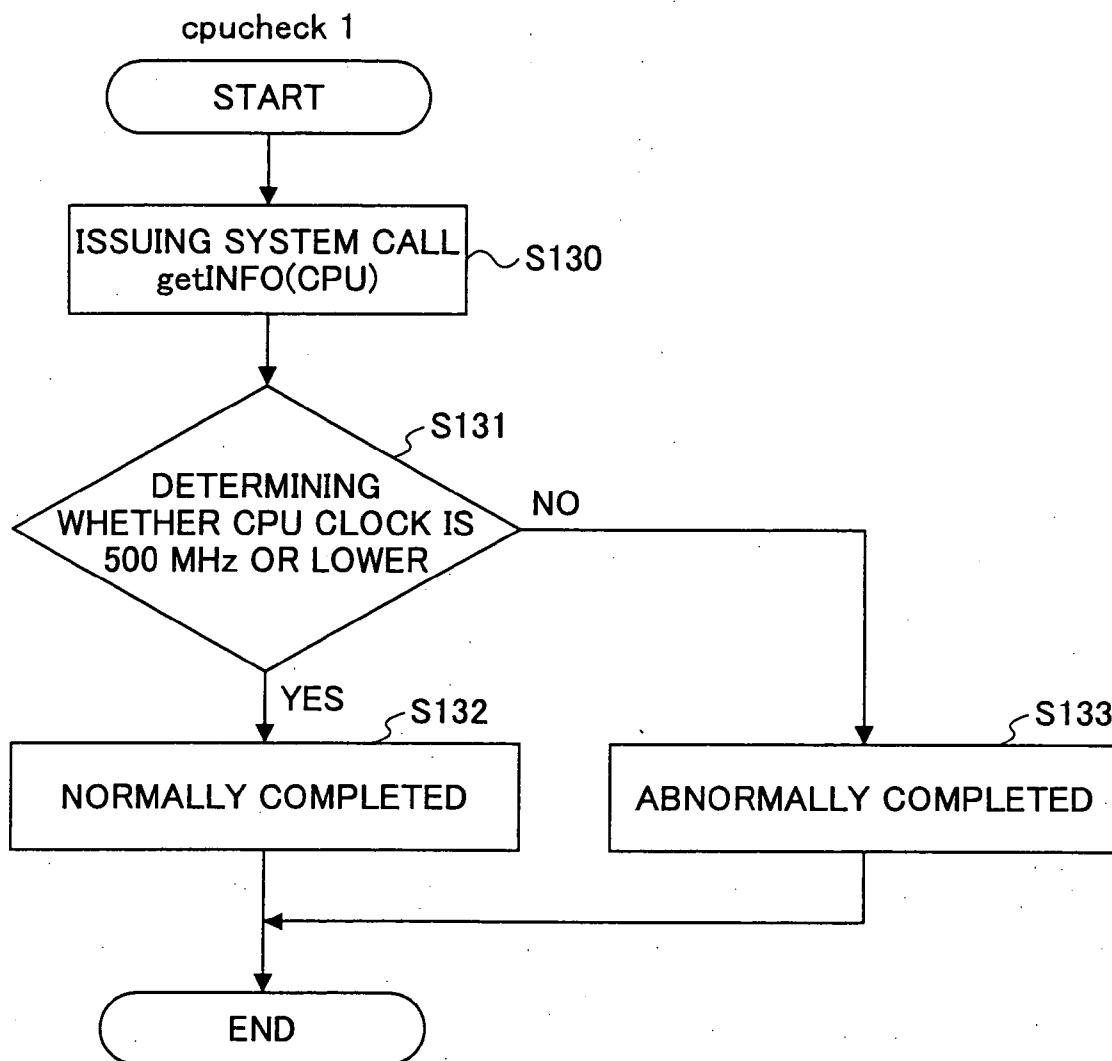 cpucheck 1
START
ISSUING SYSTEM CALL
getINFO(CPU)
S130
S131
DETERMINING
WHETHER CPU CLOCK IS
500 MHz OR LOWER
NO
YES
S132
S133
NORMALLY COMPLETED
ABNORMALLY COMPLETED
END